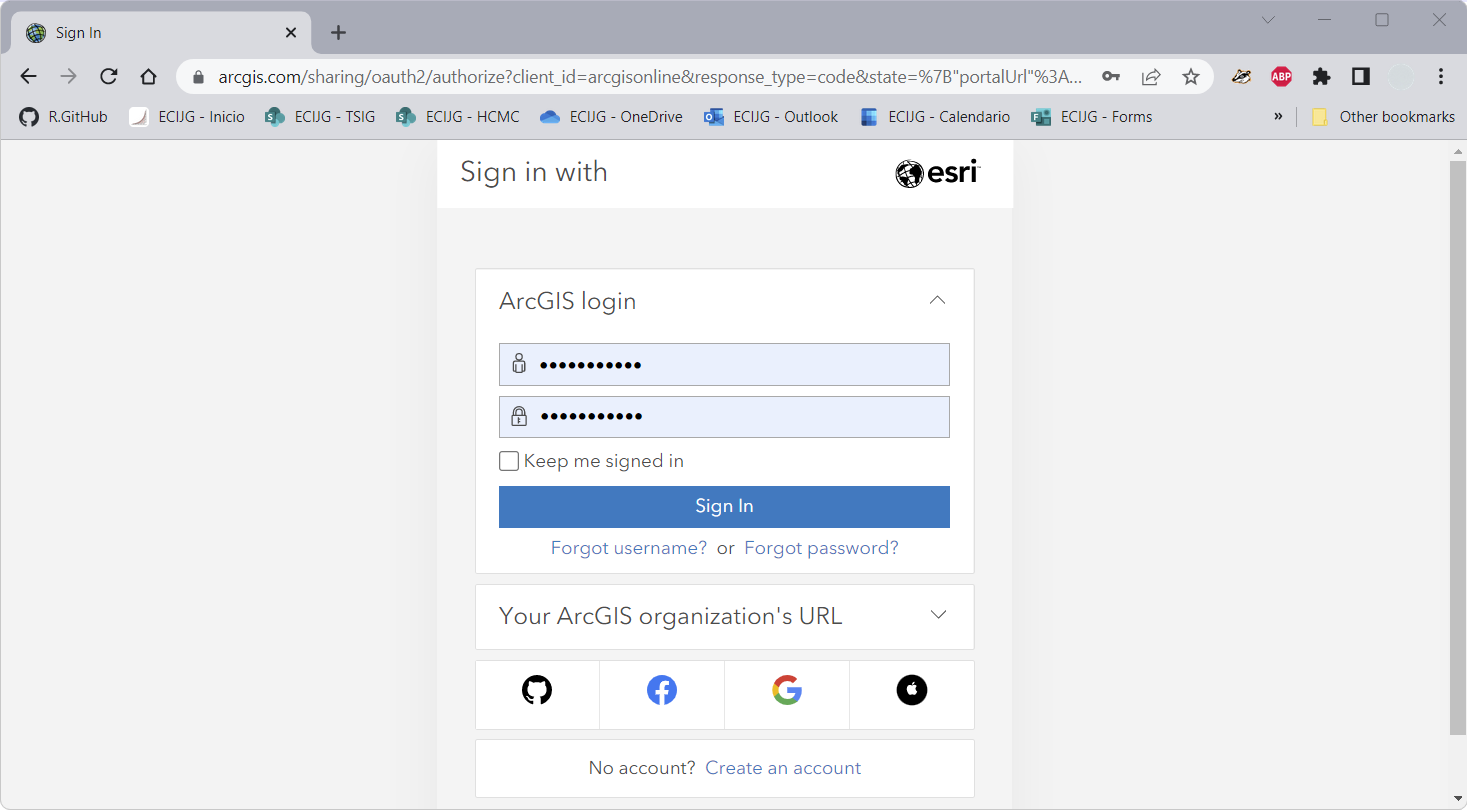 Sign In
arcgis.com/sharing/oauth2/authorize?client_id=arcgisonline&response_type=code&state=%7B"portalUrl"%3A...
ABP
R.GitHub ECIJG - Inicio ECIJG - TSIG ECIJG - HCMC ECIJG - OneDrive ECIJG - Outlook ECIJG - Calendario ECIJG - Forms » Other bookmarks
Sign in with
esri
ArcGIS login
•••••••••••
•••••••••••
Keep me signed in
Sign In
Forgot username? or Forgot password?
Your ArcGIS organization's URL
No account? Create an account